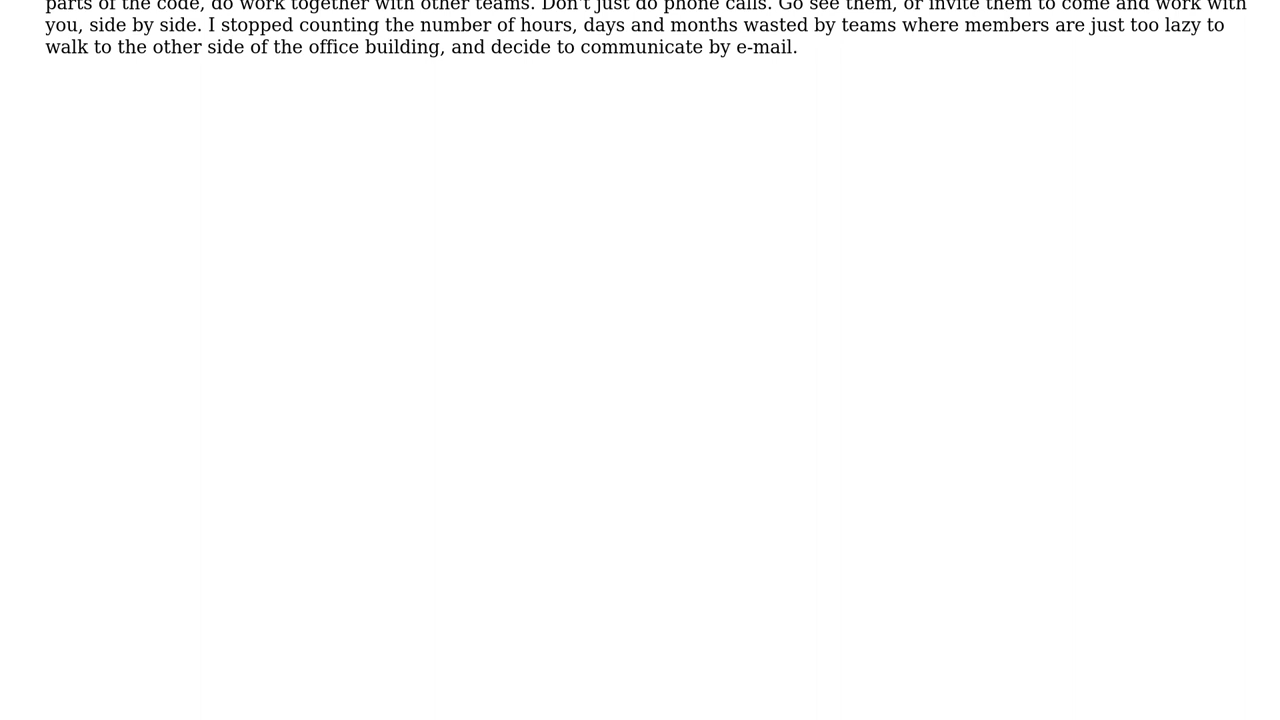 parts of the code, do work together with other teams. Don't just do phone calls. Go see them, or invite them to come and work with
you, side by side. I stopped counting the number of hours, days and months wasted by teams where members are just too lazy to
walk to the other side of the office building, and decide to communicate by e-mail.